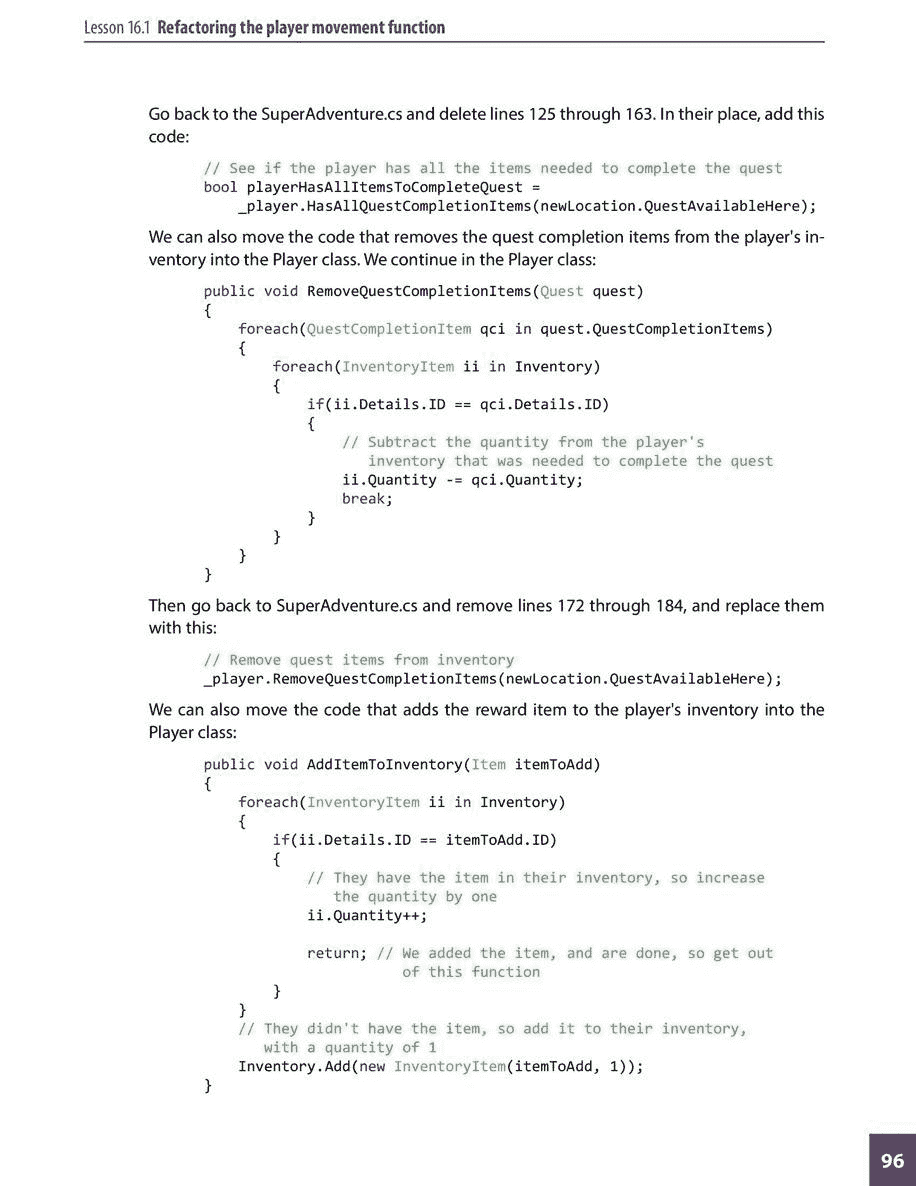 Lesson 16.1 Refactoring the player movement function
Go back to the SuperAdventure.cs and delete lines 125 through 163. In their place, add this
code:
// See if the player has all the items needed to complete the quest
bool playerHasAllItemsToCompleteQuest =
_player.HasAllQuestCompletionItems(newLocation.QuestAvailableHere);
We can also move the code that removes the quest completion items from the player's in-
ventory into the Player class. We continue in the Player class:
public void RemoveQuestCompletionItems(Quest quest)
{
foreach(QuestCompletionItem qci in quest.QuestCompletionItems)
{
foreach(InventoryItem ii in Inventory)
{
if(ii.Details.ID == qci.Details.ID)
{
// Subtract the quantity from the player's
inventory that was needed to complete the quest
ii.Quantity -= qci.Quantity;
break;
}
}
}
}
Then go back to SuperAdventure.cs and remove lines 172 through 184, and replace them
with this:
// Remove quest items from inventory
_player.RemoveQuestCompletionItems(newLocation.QuestAvailableHere);
We can also move the code that adds the reward item to the player's inventory into the
Player class:
public void AddItemToInventory(Item itemToAdd)
{
foreach(InventoryItem ii in Inventory)
{
if(ii.Details.ID == itemToAdd.ID)
{
// They have the item in their inventory, so increase
the quantity by one
ii.Quantity++;
return; // We added the item, and are done, so get out
of this function
}
}
// They didn't have the item, so add it to their inventory,
with a quantity of 1
Inventory.Add(new InventoryItem(itemToAdd, 1));
}
96